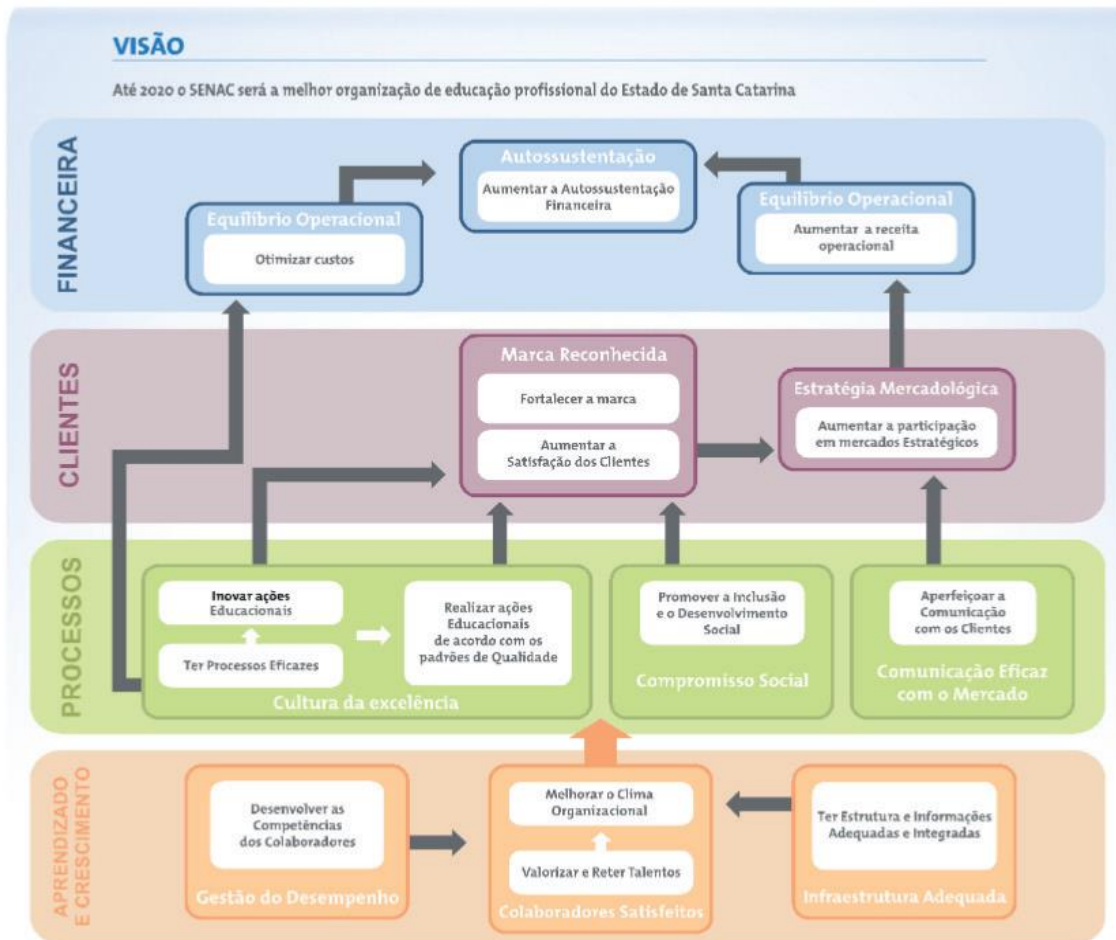 VISÃO
Até 2020 o SENAC será a melhor organização de educação profissional do Estado de Santa Catarina
FINANCEIRA
Autossustentação
Aumentar a Autossustentação
Financeira
Equilíbrio Operacional
Otimizar custos
Equilíbrio Operacional
Aumentar a receita
operacional
CLIENTES
Marca Reconhecida
Fortalecer a marca
Aumentar a
Satisfação dos Clientes
Estratégia Mercadológica
Aumentar a participação
em mercados Estratégicos
PROCESSOS
Inovar ações
Educacionais
Ter Processos Eficazes
Realizar ações
Educacionais
de acordo com os
padrões de Qualidade
Cultura da excelência
Promover a Inclusão
e o Desenvolvimento
Social
Compromisso Social
Aperfeiçoar a
Comunicação
com os Clientes
Comunicação Eficaz
com o Mercado
APRENDIZADO
E CRESCIMENTO
Desenvolver as
Competências
dos Colaboradores
Gestão do Desempenho
Melhorar o Clima
Organizacional
Valorizar e Reter Talentos
Colaboradores Satisfeitos
Ter Estrutura e Informações
Adequadas e Integradas
Infraestrutura Adequada